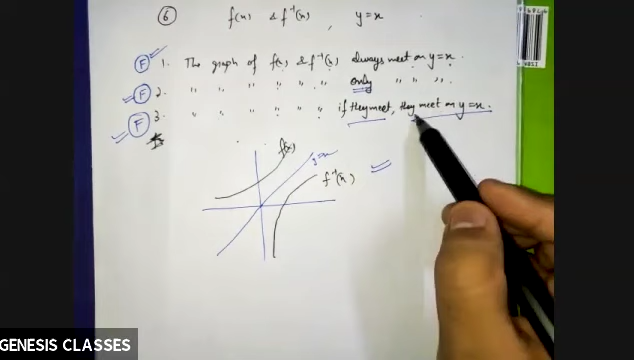 6 f(x) & f⁻¹(x) , y=x
F 1. The graph of f(x) & f⁻¹(x) always meet on y=x.
F 2. " " " " " " only " " ".
F 3. " " " " " " if they meet, they meet on y=x.
f(x)
y=x
f⁻¹(x)
GENESIS CLASSES